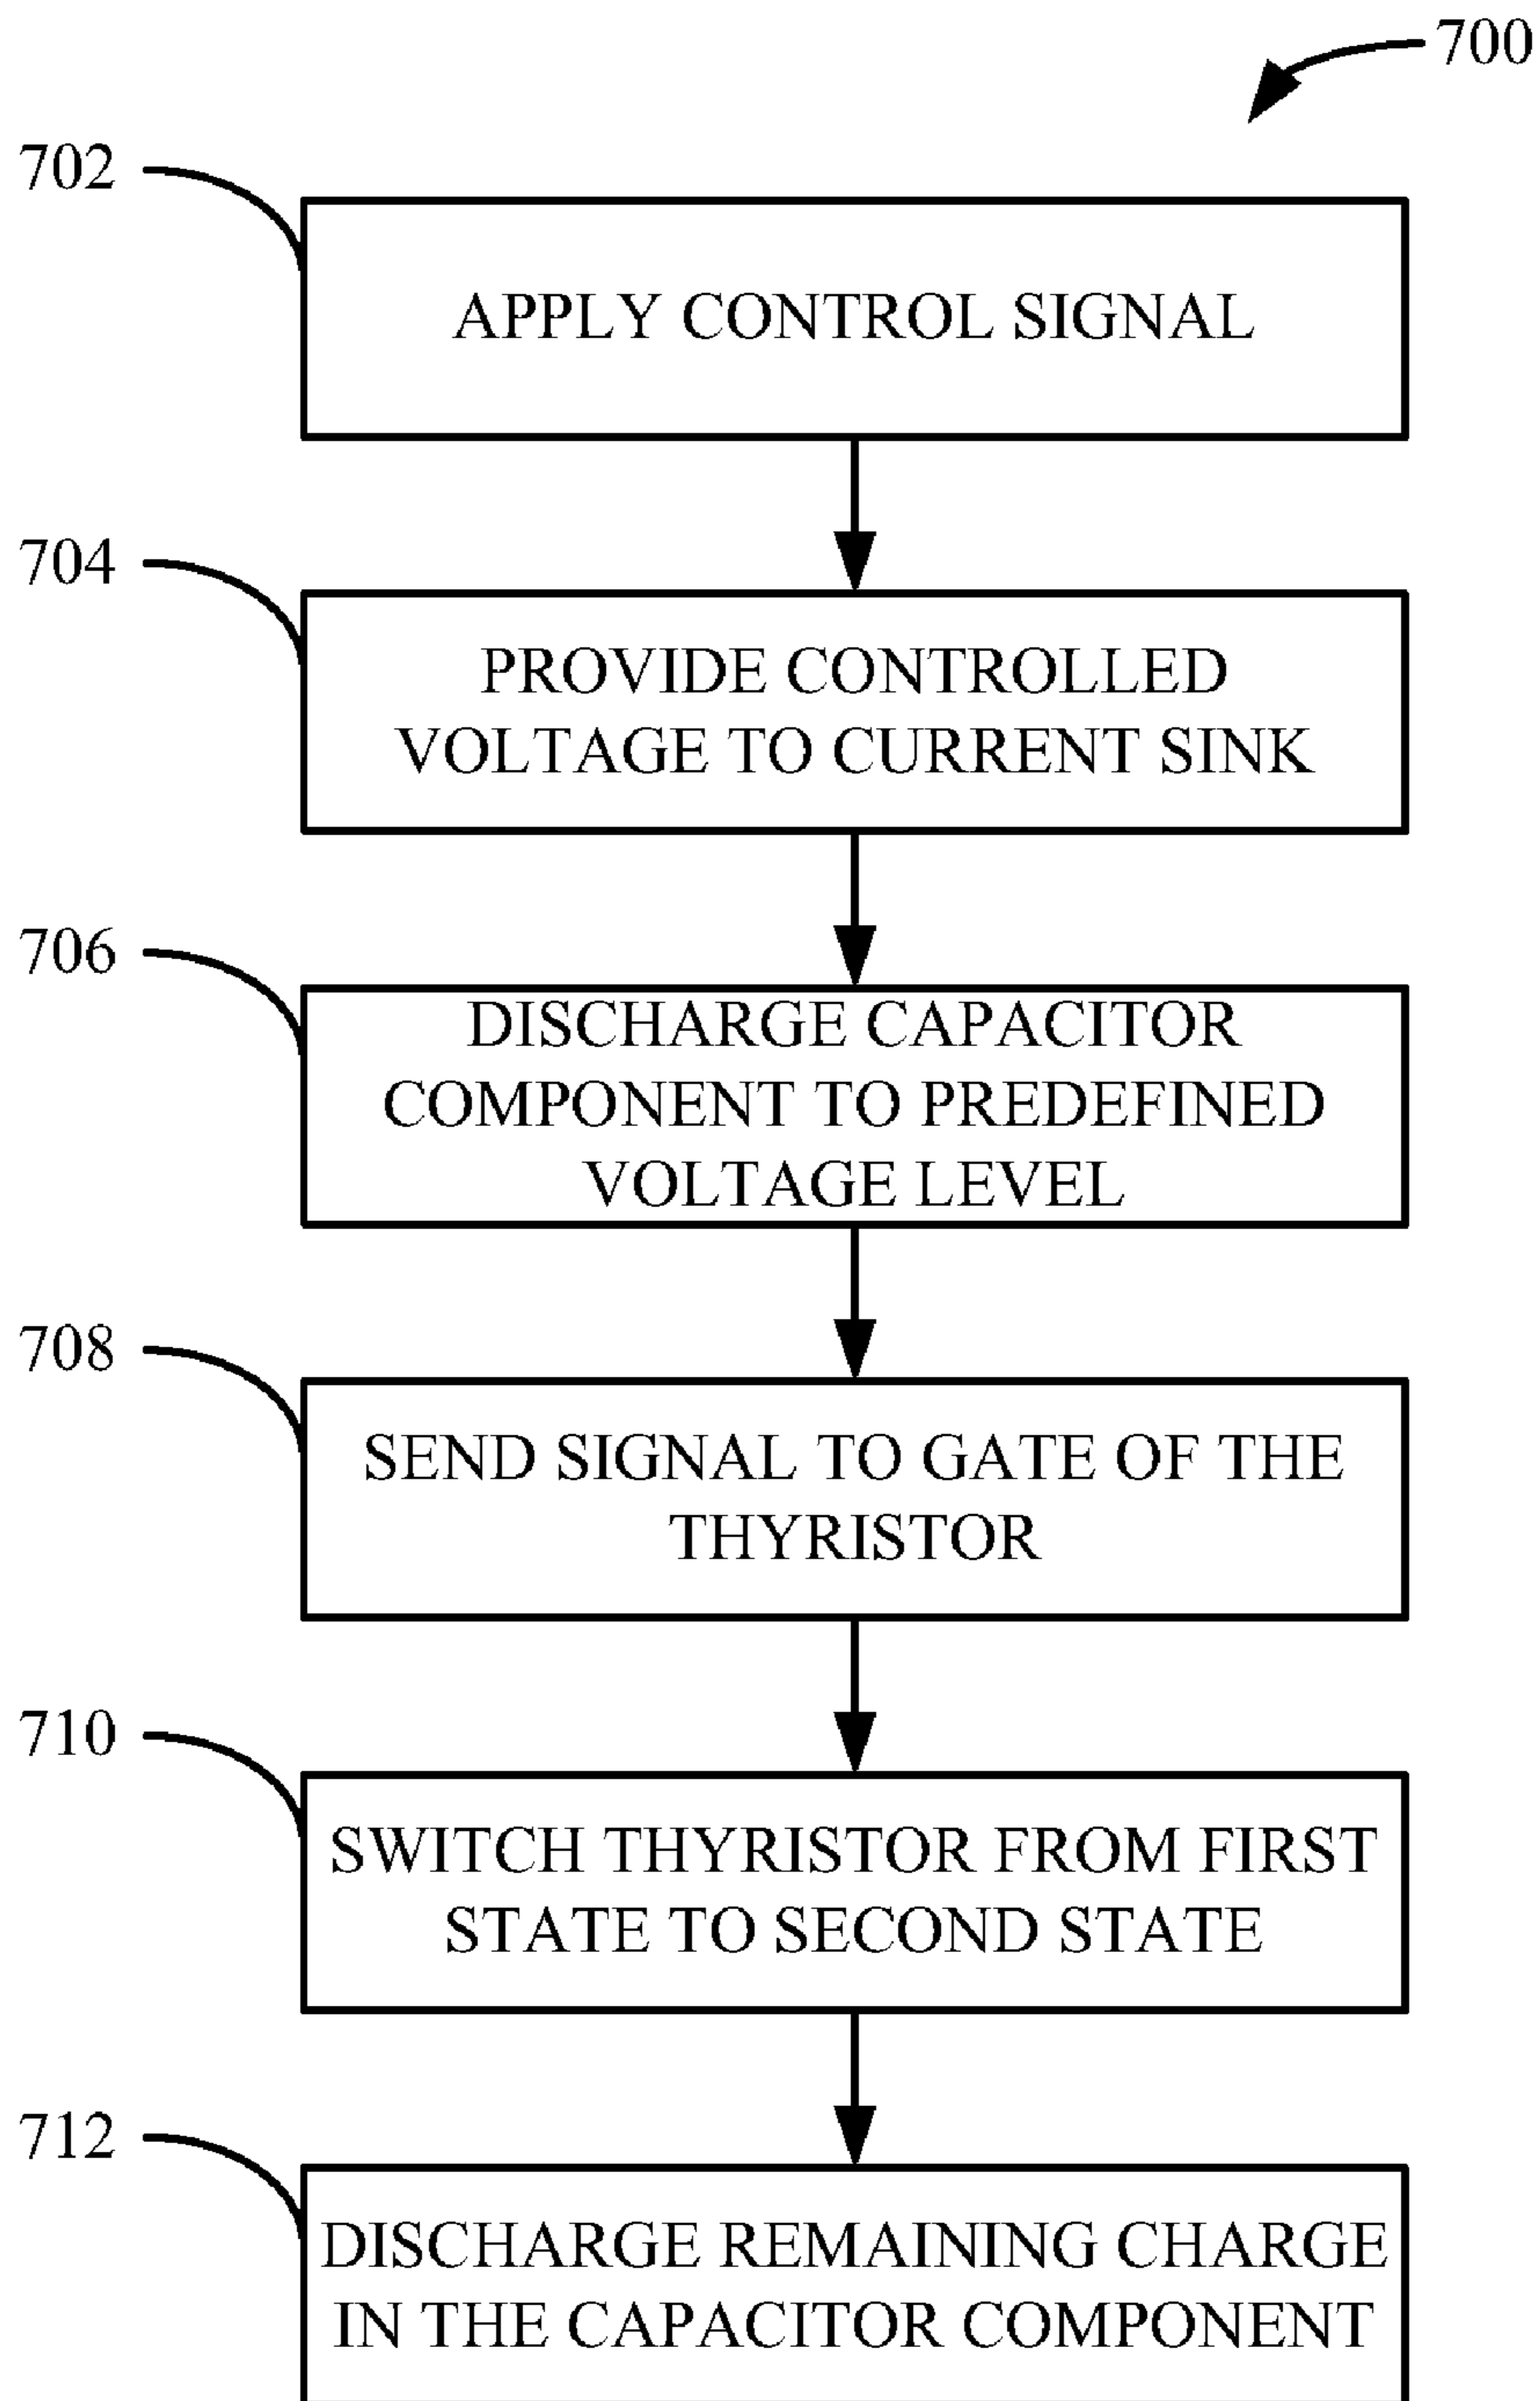 700
702
APPLY CONTROL SIGNAL
704
PROVIDE CONTROLLED
VOLTAGE TO CURRENT SINK
706
DISCHARGE CAPACITOR
COMPONENT TO PREDEFINED
VOLTAGE LEVEL
708
SEND SIGNAL TO GATE OF THE
THYRISTOR
710
SWITCH THYRISTOR FROM FIRST
STATE TO SECOND STATE
712
DISCHARGE REMAINING CHARGE
IN THE CAPACITOR COMPONENT